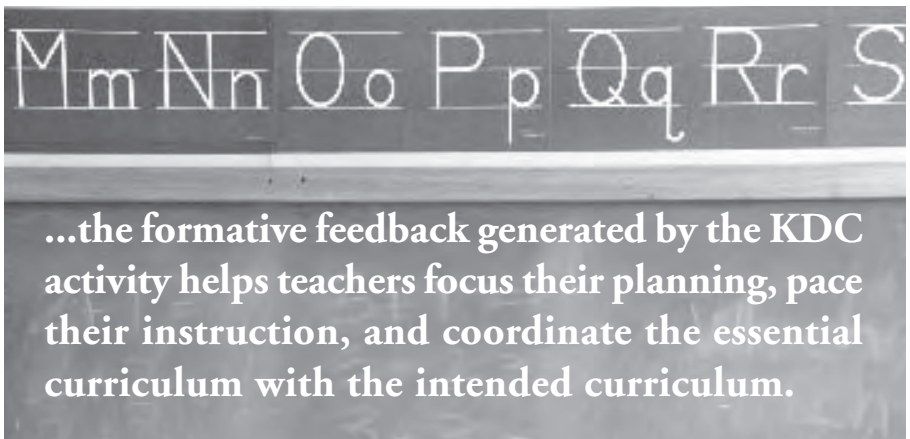 Mm Nn Oo Pp Qq Rr S
...the formative feedback generated by the KDC
activity helps teachers focus their planning, pace
their instruction, and coordinate the essential
curriculum with the intended curriculum.